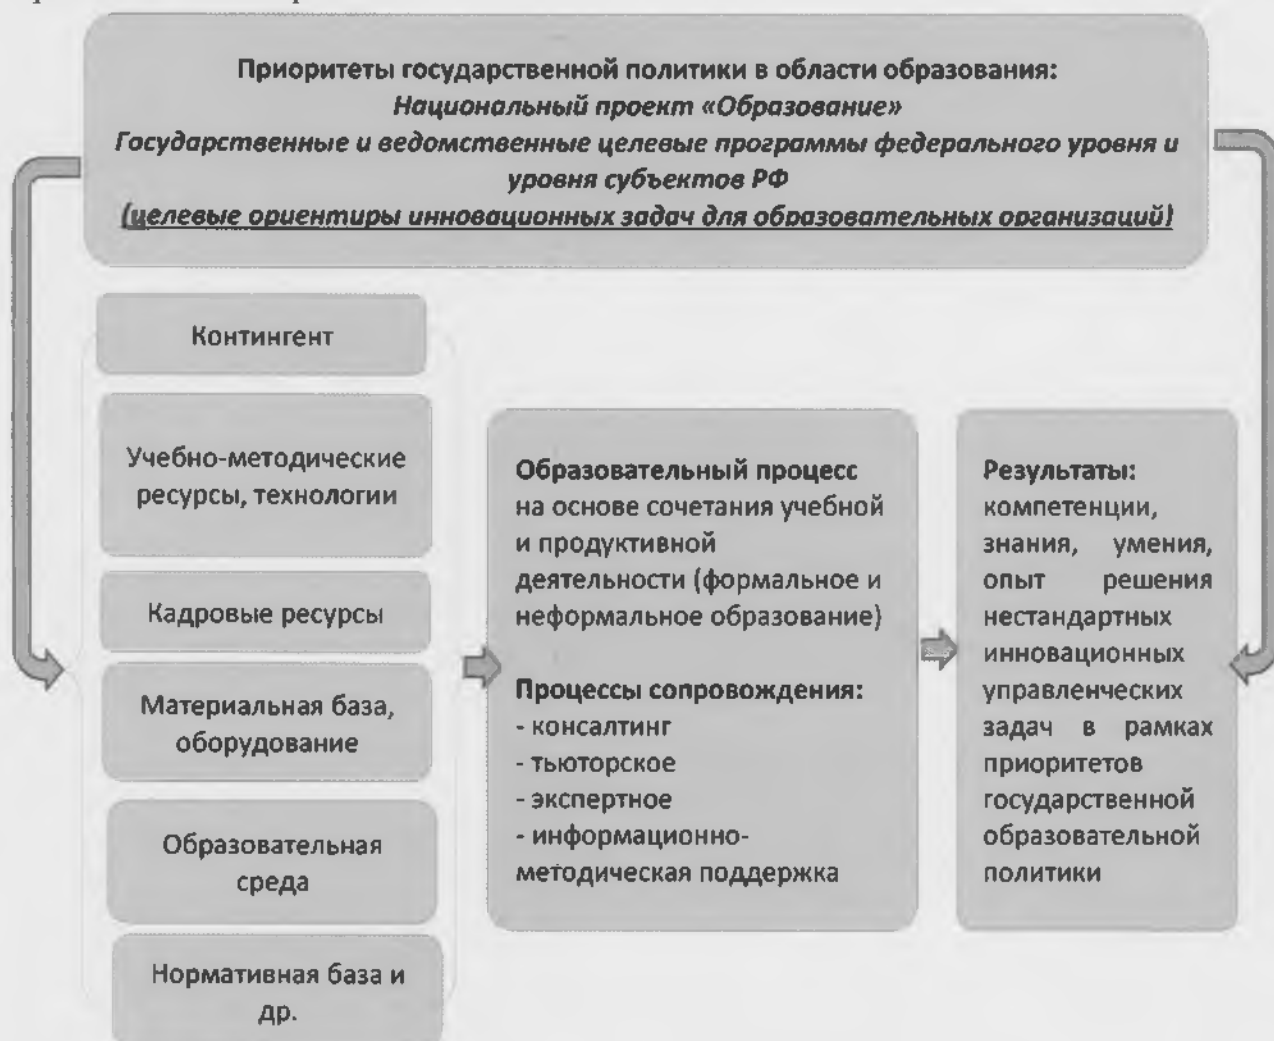 Приоритеты государственной политики в области образования:
Национальный проект «Образование»
Государственные и ведомственные целевые программы федерального уровня и
уровня субъектов РФ
(целевые ориентиры инновационных задач для образовательных организаций)
Контингент
Учебно-методические
ресурсы, технологии
Кадровые ресурсы
Материальная база,
оборудование
Образовательная
среда
Нормативная база и
др.
Образовательный процесс
на основе сочетания учебной
и продуктивной
деятельности (формальное и
неформальное образование)
Процессы сопровождения:
- консалтинг
- тьюторское
- экспертное
- информационно-
методическая поддержка
Результаты:
компетенции,
знания, умения,
опыт решения
нестандартных
инновационных
управленческих
задач в рамках
приоритетов
государственной
образовательной
политики